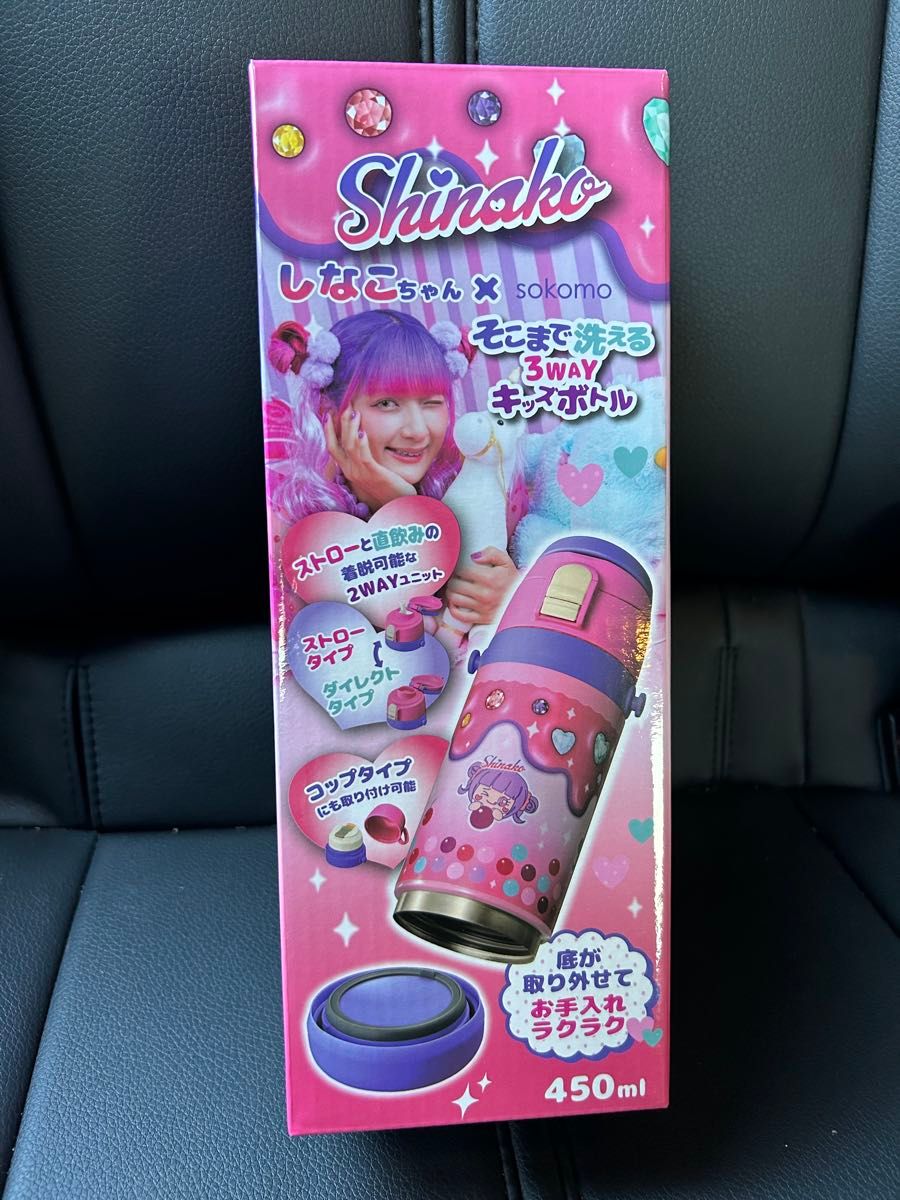 Shinako
しなこちゃん × sokomo
そこまで洗える
3WAY
キッズボトル
ストローと直飲みの
着脱可能な
2WAYユニット
ストロー
タイプ
ダイレクト
タイプ
コップタイプ
にも取り付け可能
Shinako
底が
取り外せて
お手入れ
ラクラク
450ml